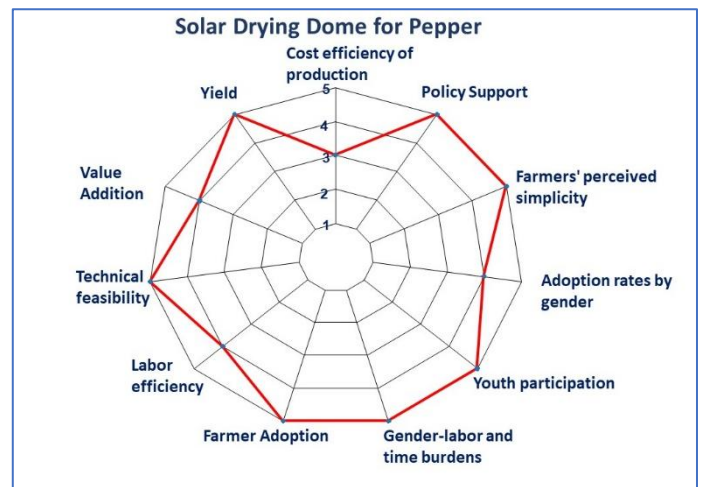 Solar Drying Dome for Pepper
Cost efficiency of
production
Yield
Policy Support
5
4
3
2
1
Value
Addition
Farmers' perceived
simplicity
Technical
feasibility
Adoption rates by
gender
Labor
efficiency
Youth participation
Farmer Adoption
Gender-labor and
time burdens